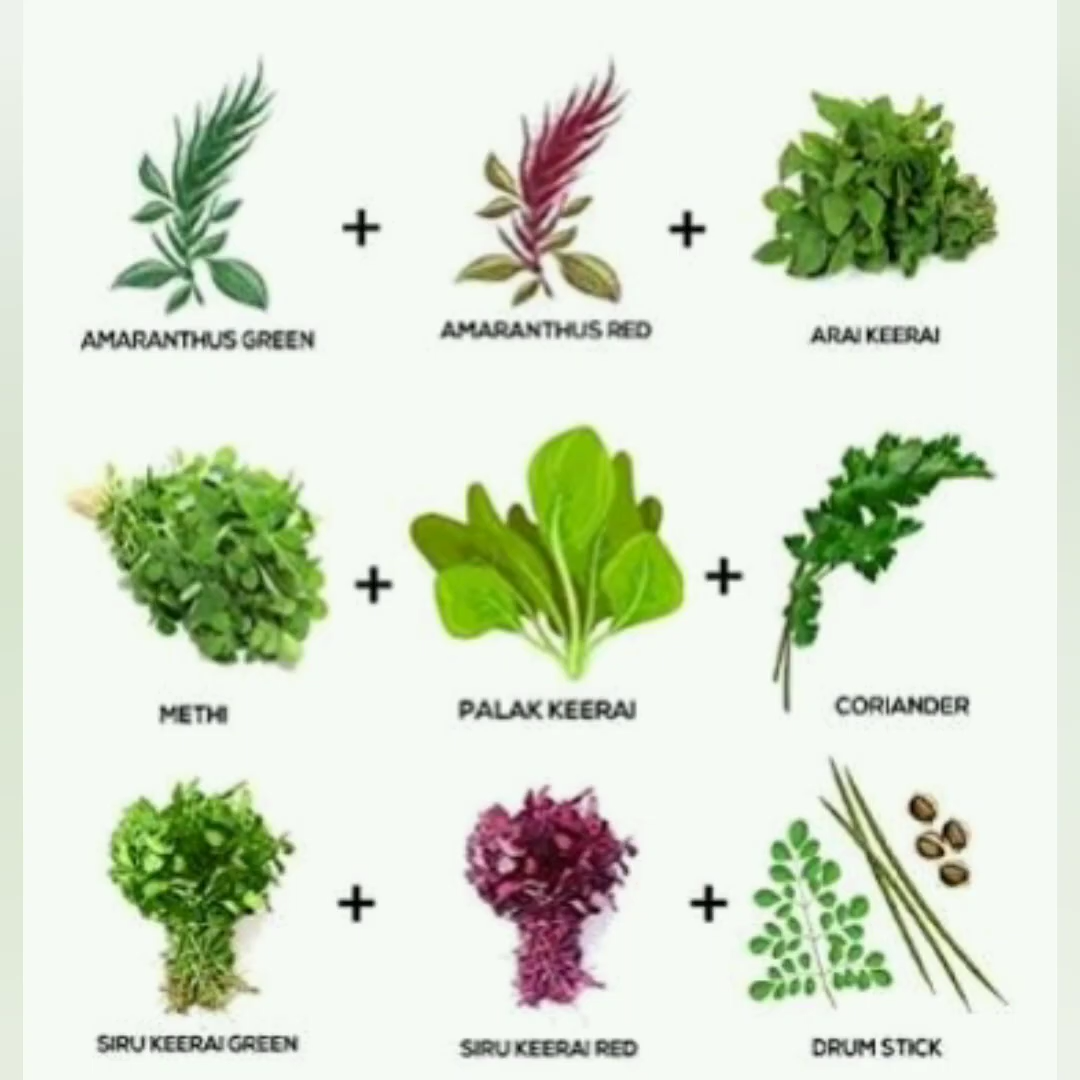 AMARANTHUS GREEN
+
AMARANTHUS RED
+
ARAI KEERAI
METHI
+
PALAK KEERAI
+
CORIANDER
SIRU KEERAI GREEN
+
SIRU KEERAI RED
+
DRUM STICK